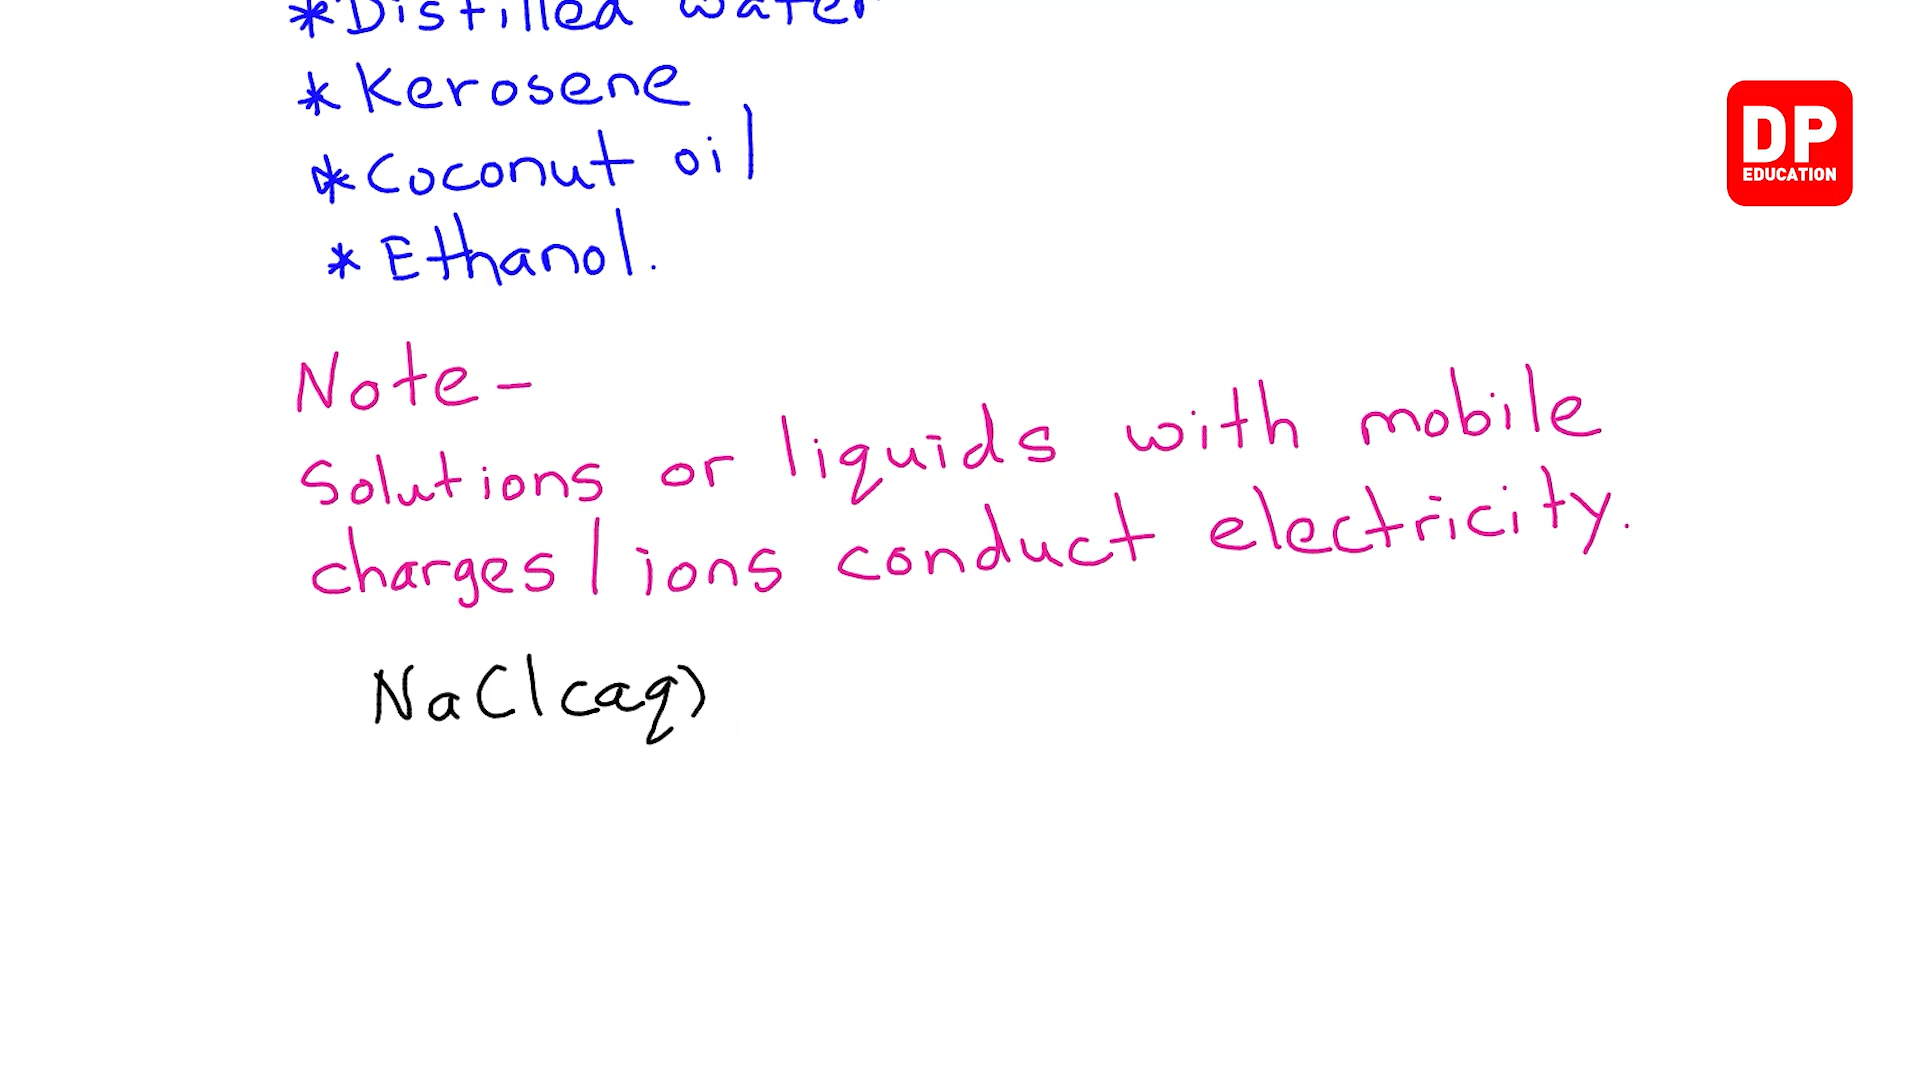 *Distilled water
*Kerosene
*Coconut oil
*Ethanol.
DP
EDUCATION
Note-
Solutions or liquids with mobile
charges/ions conduct electricity.
NaCl(aq)